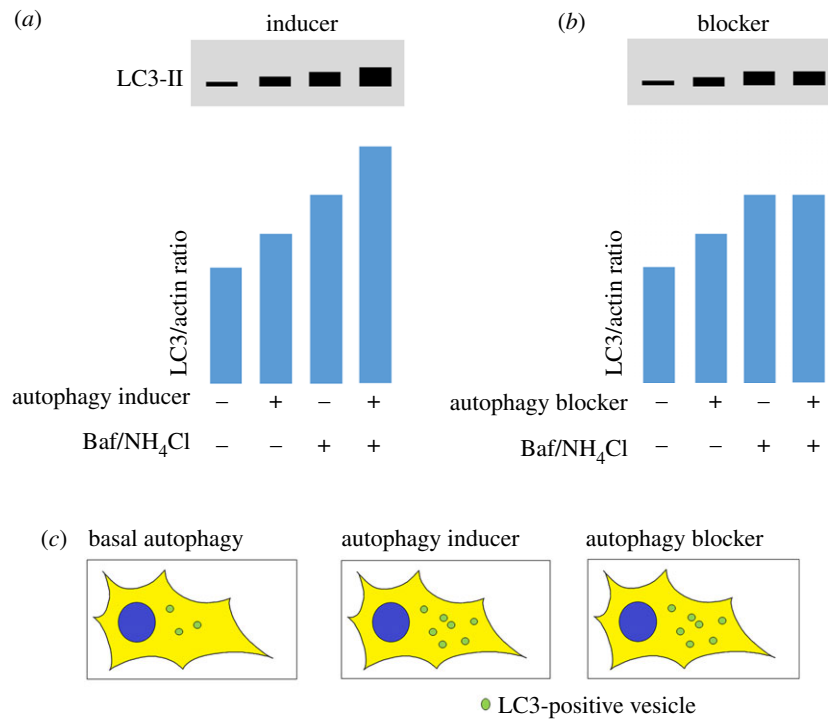 (a) inducer
LC3-II
LC3/actin ratio
autophagy inducer – + – +
Baf/NH₄Cl – – + +
(b) blocker
LC3/actin ratio
autophagy blocker – + – +
Baf/NH₄Cl – – + +
(c) basal autophagy autophagy inducer autophagy blocker
LC3-positive vesicle